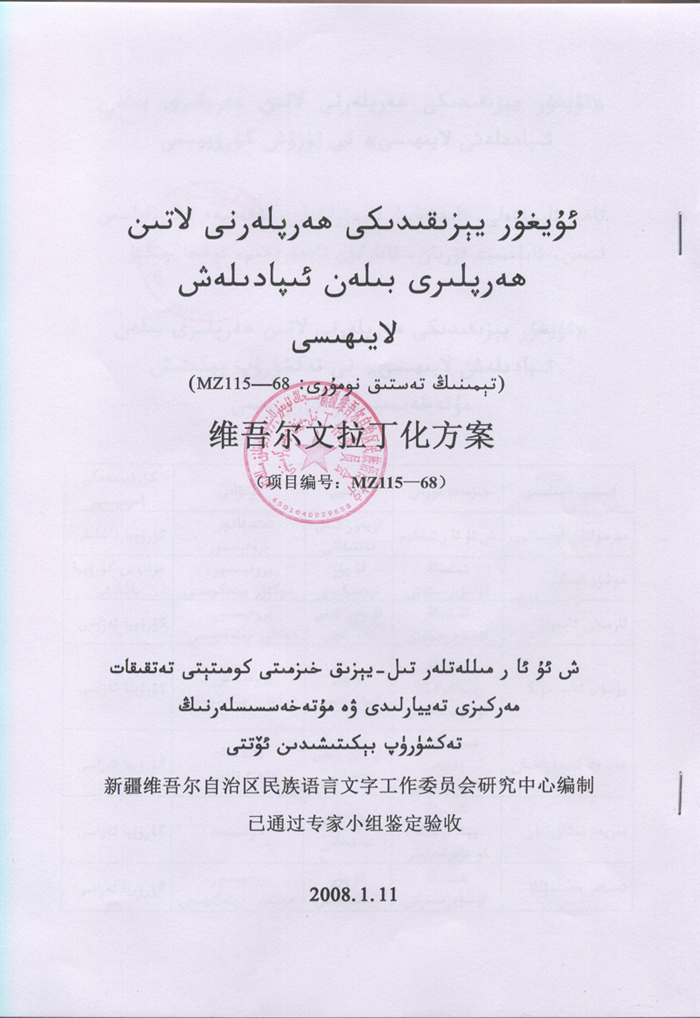 ئۇيغۇر يېزىقىدىكى ھەرپلەرنى لاتىن
ھەرپلىرى بىلەن ئىپادىلەش
لايىھىسى
(تېمىنىڭ تەستىق نومۇرى: MZ115—68)
维吾尔文拉丁化方案
（项目编号：MZ115—68）
6501040039659
ش ئۇ ئا ر مىللەتلەر تىل-يېزىق خىزمىتى كومىتېتى تەتقىقات
مەركىزى تەييارلىدى ۋە مۇتەخەسسىسلەرنىڭ
تەكشۈرۈپ بېكىتىشىدىن ئۆتتى
新疆维吾尔自治区民族语言文字工作委员会研究中心编制
已通过专家小组鉴定验收
2008.1.11